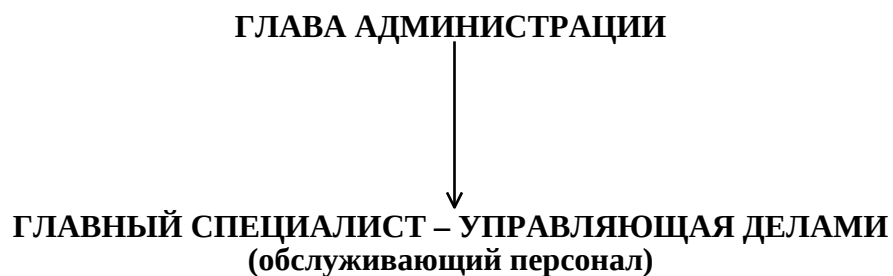 ГЛАВА АДМИНИСТРАЦИИ
ГЛАВНЫЙ СПЕЦИАЛИСТ – УПРАВЛЯЮЩАЯ ДЕЛАМИ
(обслуживающий персонал)